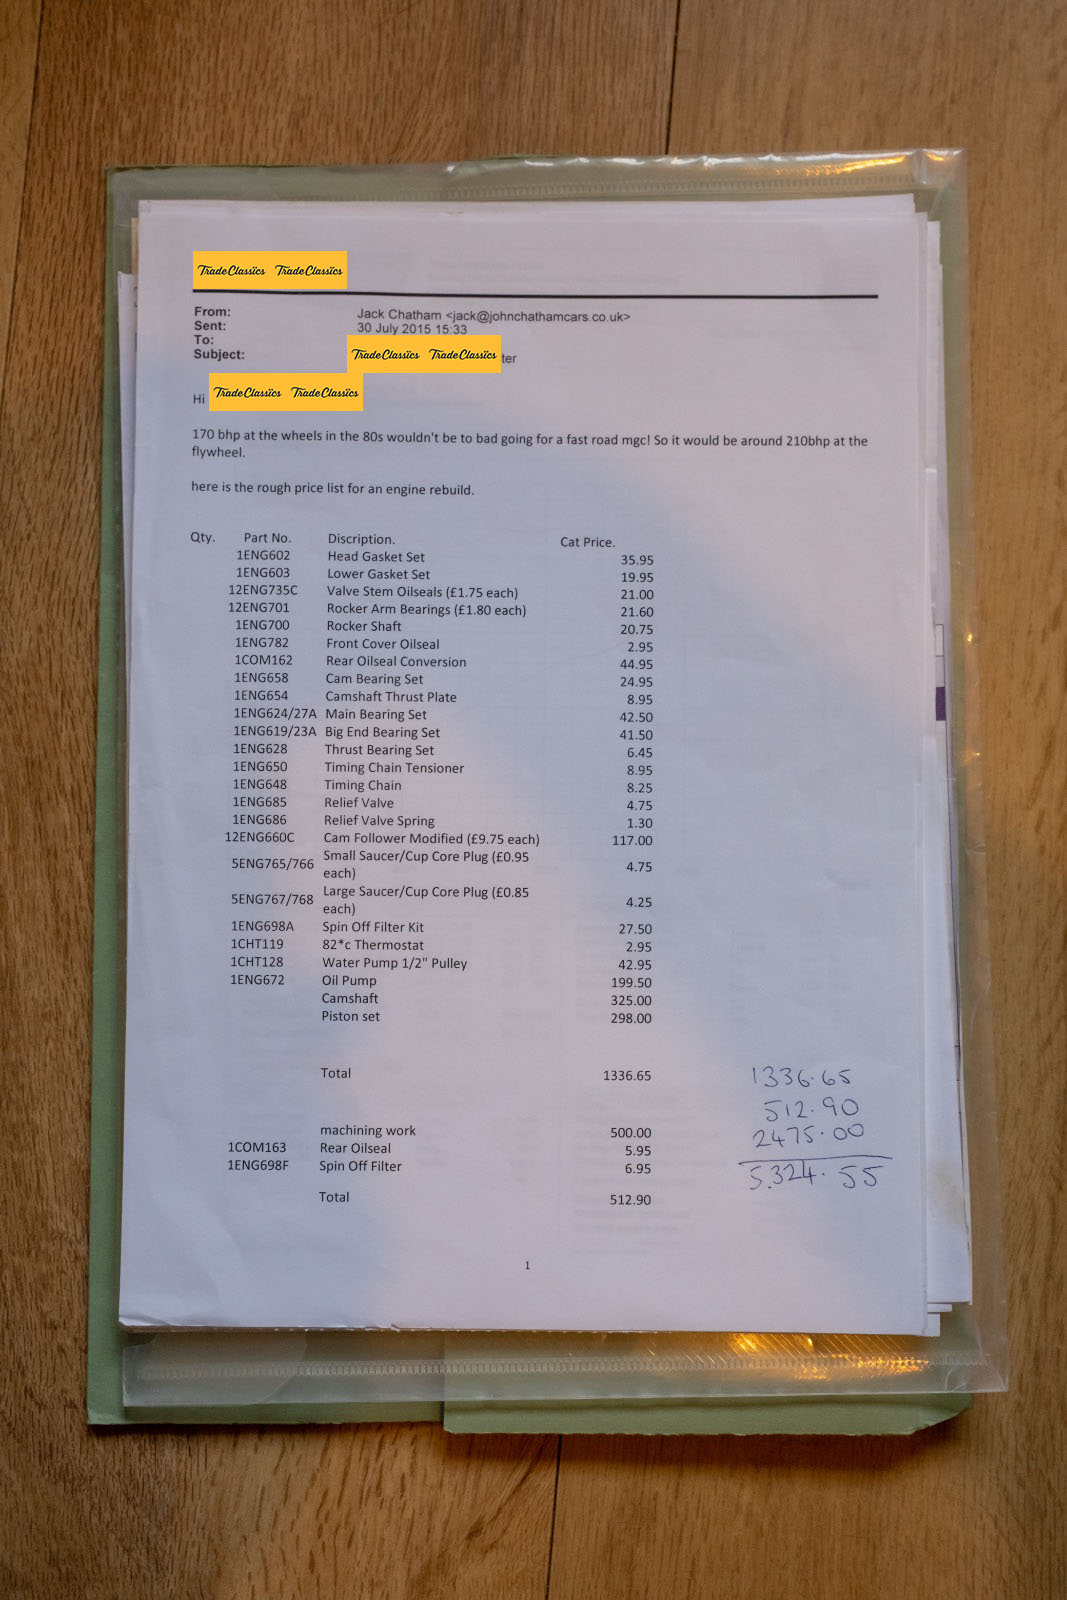 TradeClassics TradeClassics
From: Jack Chatham <jack@johnchathamcars.co.uk>
Sent: 30 July 2015 15:33
To:
Subject: TradeClassics TradeClassics ter
Hi TradeClassics TradeClassics
170 bhp at the wheels in the 80s wouldn't be to bad going for a fast road mgc! So it would be around 210bhp at the
flywheel.
here is the rough price list for an engine rebuild.
Qty. Part No. Discription. Cat Price.
1ENG602 Head Gasket Set 35.95
1ENG603 Lower Gasket Set 19.95
12ENG735C Valve Stem Oilseals (£1.75 each) 21.00
12ENG701 Rocker Arm Bearings (£1.80 each) 21.60
1ENG700 Rocker Shaft 20.75
1ENG782 Front Cover Oilseal 2.95
1COM162 Rear Oilseal Conversion 44.95
1ENG658 Cam Bearing Set 24.95
1ENG654 Camshaft Thrust Plate 8.95
1ENG624/27A Main Bearing Set 42.50
1ENG619/23A Big End Bearing Set 41.50
1ENG628 Thrust Bearing Set 6.45
1ENG650 Timing Chain Tensioner 8.95
1ENG648 Timing Chain 8.25
1ENG685 Relief Valve 4.75
1ENG686 Relief Valve Spring 1.30
12ENG660C Cam Follower Modified (£9.75 each) 117.00
5ENG765/766 Small Saucer/Cup Core Plug (£0.95
each) 4.75
5ENG767/768 Large Saucer/Cup Core Plug (£0.85
each) 4.25
1ENG698A Spin Off Filter Kit 27.50
1CHT119 82*c Thermostat 2.95
1CHT128 Water Pump 1/2" Pulley 42.95
1ENG672 Oil Pump 199.50
Camshaft 325.00
Piston set 298.00
Total 1336.65
machining work 500.00
1COM163 Rear Oilseal 5.95
1ENG698F Spin Off Filter 6.95
Total 512.90
1336.65
512.90
2475.00
5.324.55
1